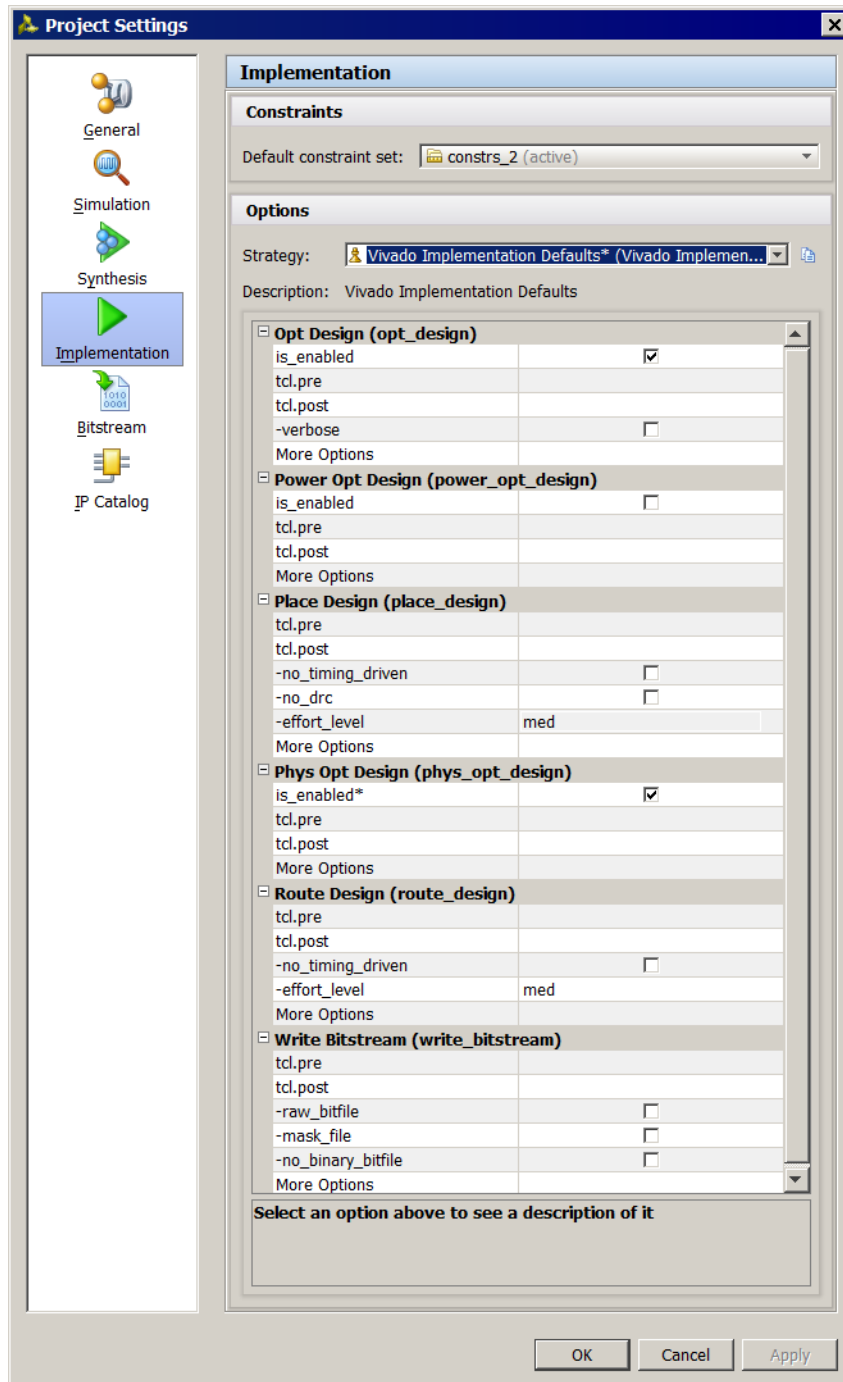 Project Settings
General
Simulation
Synthesis
Implementation
1010
0001
Bitstream
IP Catalog
Implementation
Constraints
Default constraint set: constrs_2 (active)
Options
Strategy: Vivado Implementation Defaults* (Vivado Implemen...
Description: Vivado Implementation Defaults
Opt Design (opt_design)
is_enabled
tcl.pre
tcl.post
-verbose
More Options
Power Opt Design (power_opt_design)
is_enabled
tcl.pre
tcl.post
More Options
Place Design (place_design)
tcl.pre
tcl.post
-no_timing_driven
-no_drc
-effort_level med
More Options
Phys Opt Design (phys_opt_design)
is_enabled*
tcl.pre
tcl.post
More Options
Route Design (route_design)
tcl.pre
tcl.post
-no_timing_driven
-effort_level med
More Options
Write Bitstream (write_bitstream)
tcl.pre
tcl.post
-raw_bitfile
-mask_file
-no_binary_bitfile
More Options
Select an option above to see a description of it
OK Cancel Apply